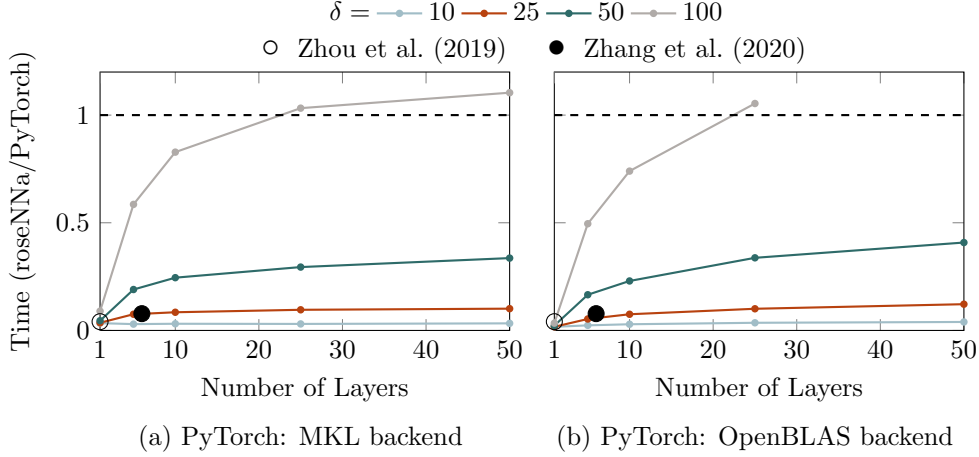 δ = 10 25 50 100
Zhou et al. (2019) Zhang et al. (2020)
Time (roseNNa/PyTorch)
1
0.5
0
1 10 20 30 40 50
1 10 20 30 40 50
Number of Layers Number of Layers
(a) PyTorch: MKL backend (b) PyTorch: OpenBLAS backend